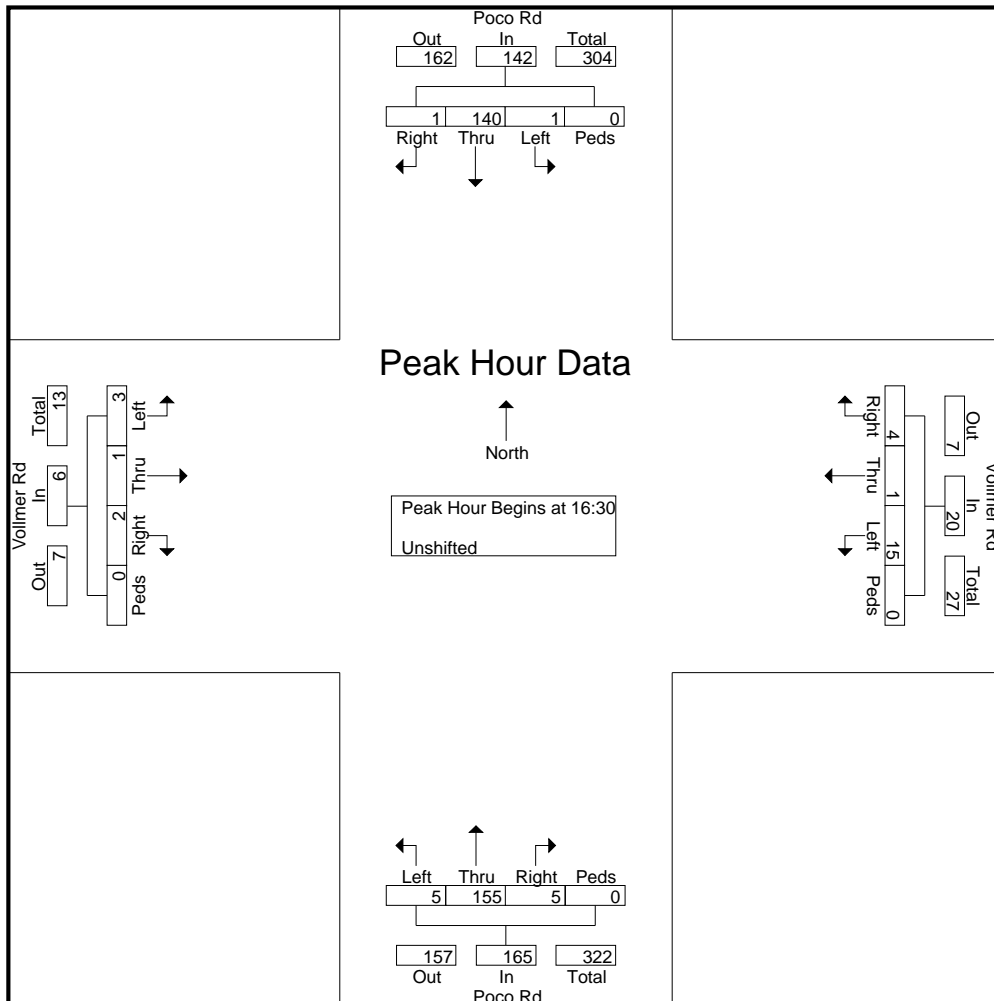 Poco Rd
Out In Total
162 142 304
1 140 1 0
Right Thru Left Peds
Peak Hour Data
North
Peak Hour Begins at 16:30
Unshifted
Vollmer Rd
Total In Out
13 6 7
3 1 2 0
Left Thru Right Peds
Right Thru Left Peds
4 1 15 0
7 20 27
Out In Total
Vollmer Rd
Left Thru Right Peds
5 155 5 0
157 165 322
Out In Total
Poco Rd